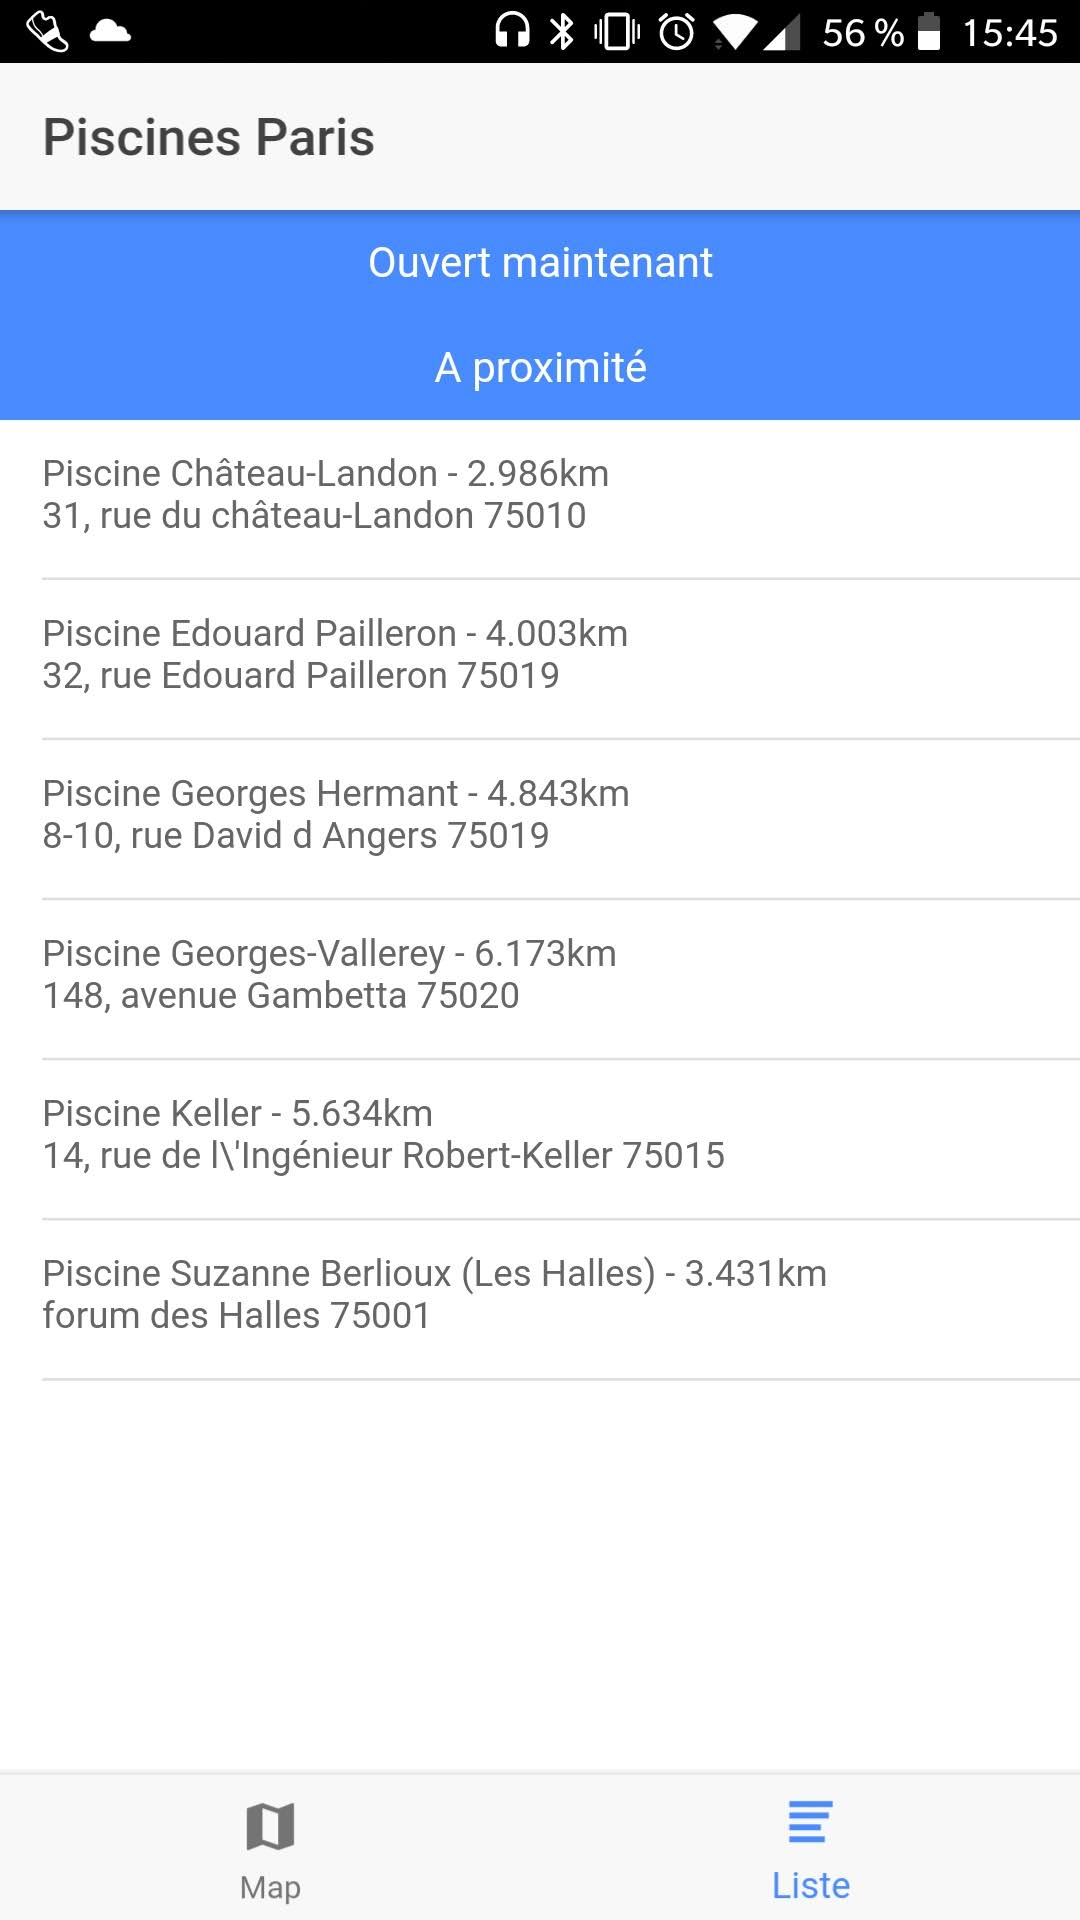 56 % 15:45
Piscines Paris
Ouvert maintenant
A proximité
Piscine Château-Landon - 2.986km
31, rue du château-Landon 75010
Piscine Edouard Pailleron - 4.003km
32, rue Edouard Pailleron 75019
Piscine Georges Hermant - 4.843km
8-10, rue David d Angers 75019
Piscine Georges-Vallerey - 6.173km
148, avenue Gambetta 75020
Piscine Keller - 5.634km
14, rue de l\'Ingénieur Robert-Keller 75015
Piscine Suzanne Berlioux (Les Halles) - 3.431km
forum des Halles 75001
Map
Liste